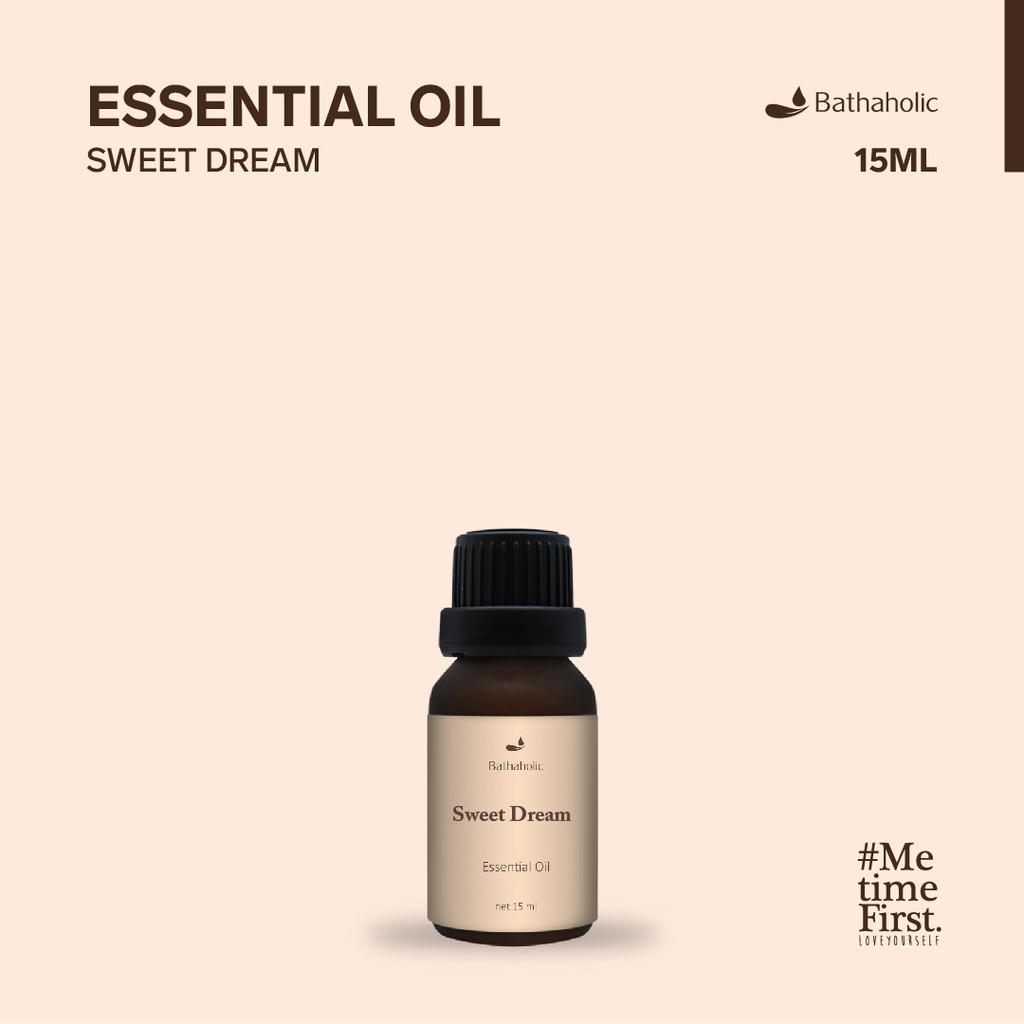 ESSENTIAL OIL
SWEET DREAM
Bathaholic
15ML
Bathaholic
Sweet Dream
Essential Oil
net 15 ml
#Me
time
First.
LOVEYOURSELF